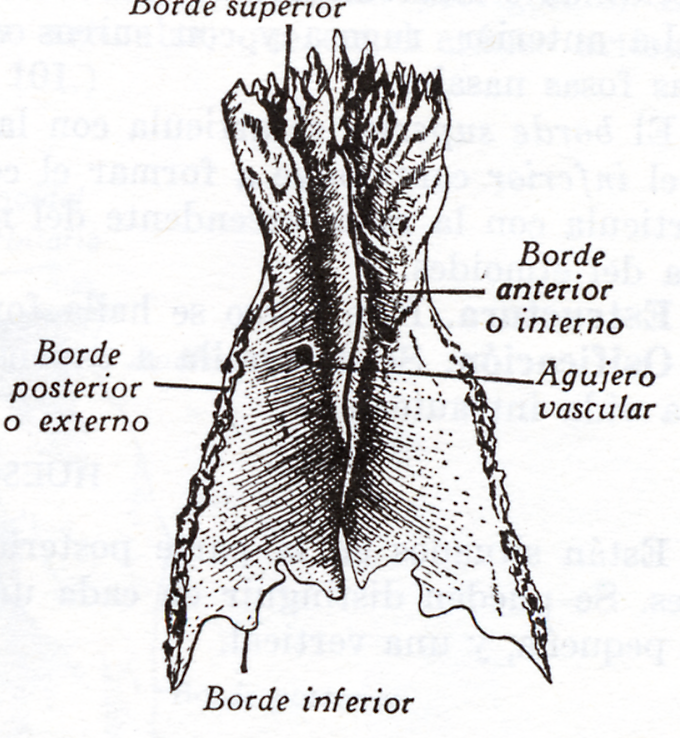 Borde superior
Borde
anterior
o interno
Borde
posterior
o externo
Agujero
vascular
Borde inferior